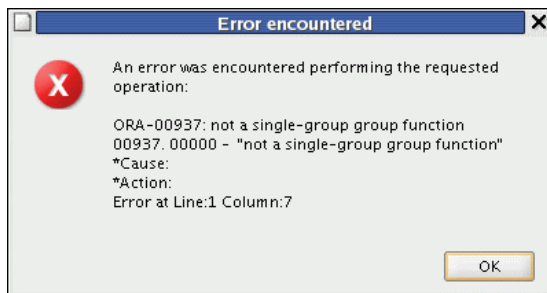 Error encountered
An error was encountered performing the requested
operation:
ORA-00937: not a single-group group function
00937. 00000 - "not a single-group group function"
*Cause:
*Action:
Error at Line:1 Column:7
OK